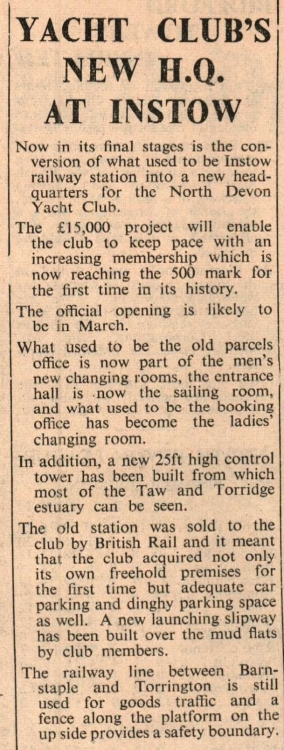 YACHT CLUB'S
NEW H.Q.
AT INSTOW
Now in its final stages is the con-
version of what used to be Instow
railway station into a new head-
quarters for the North Devon
Yacht Club.
The £15,000 project will enable
the club to keep pace with an
increasing membership which is
now reaching the 500 mark for
the first time in its history.
The official opening is likely to
be in March.
What used to be the old parcels
office is now part of the men's
new changing rooms, the entrance
hall is now the sailing room,
and what used to be the booking
office has become the ladies'
changing room.
In addition, a new 25ft high control
tower has been built from which
most of the Taw and Torridge
estuary can be seen.
The old station was sold to the
club by British Rail and it meant
that the club acquired not only
its own freehold premises for
the first time but adequate car
parking and dinghy parking space
as well. A new launching slipway
has been built over the mud flats
by club members.
The railway line between Barn-
staple and Torrington is still
used for goods traffic and a
fence along the platform on the
up side provides a safety boundary.